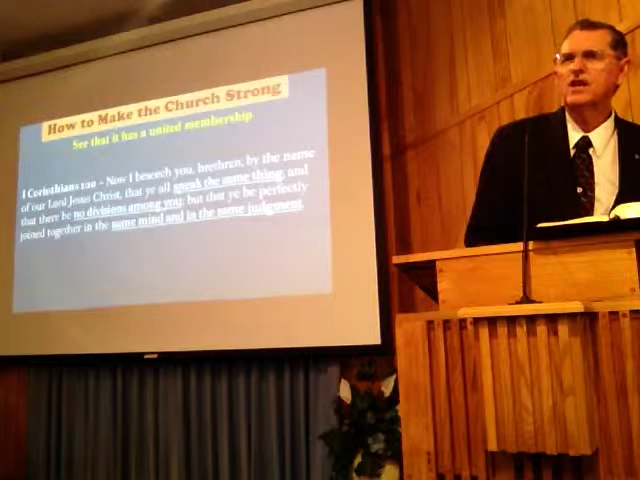 How to Make the Church Strong
See that it has a united membership
1 Corinthians 1:10 - Now I beseech you, brethren, by the name
of our Lord Jesus Christ, that ye all speak the same thing, and
that there be no divisions among you; but that ye be perfectly
joined together in the same mind and in the same judgment.